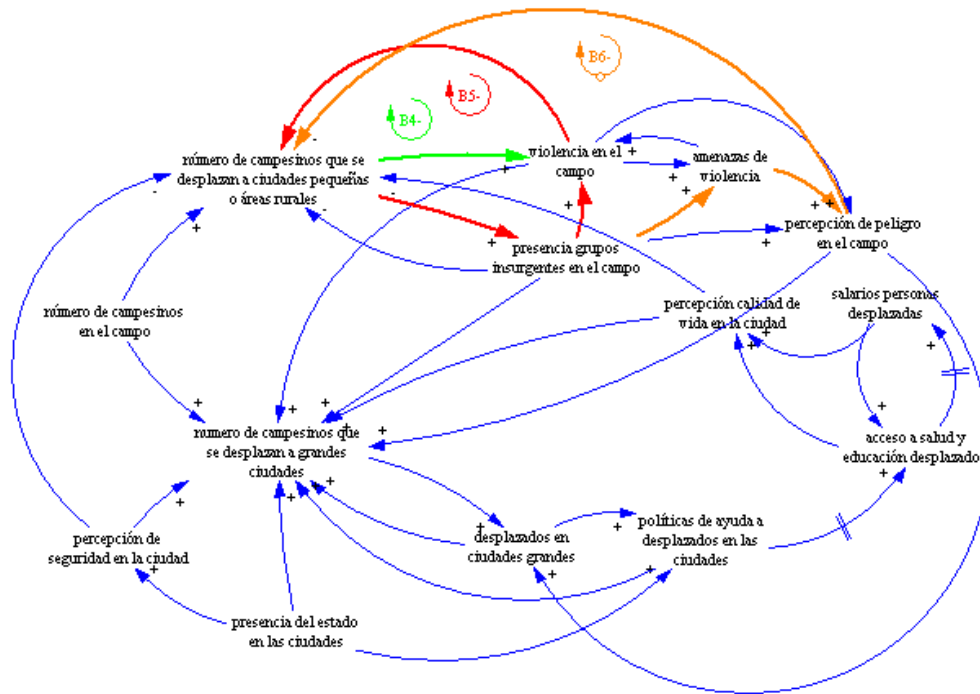 B6-
B5-
B4-
número de campesinos que se
desplazan a ciudades pequeñas
o áreas rurales
violencia en el
campo
amenazas de
violencia
percepción de peligro
en el campo
presencia grupos
insurgentes en el campo
número de campesinos
en el campo
percepción calidad de
vida en la ciudad
salarios personas
desplazadas
numero de campesinos que
se desplazan a grandes
ciudades
acceso a salud y
educación desplazado
percepción de
seguridad en la ciudad
desplazados en
ciudades grandes
políticas de ayuda a
desplazados en las
ciudades
presencia del estado
en las ciudades